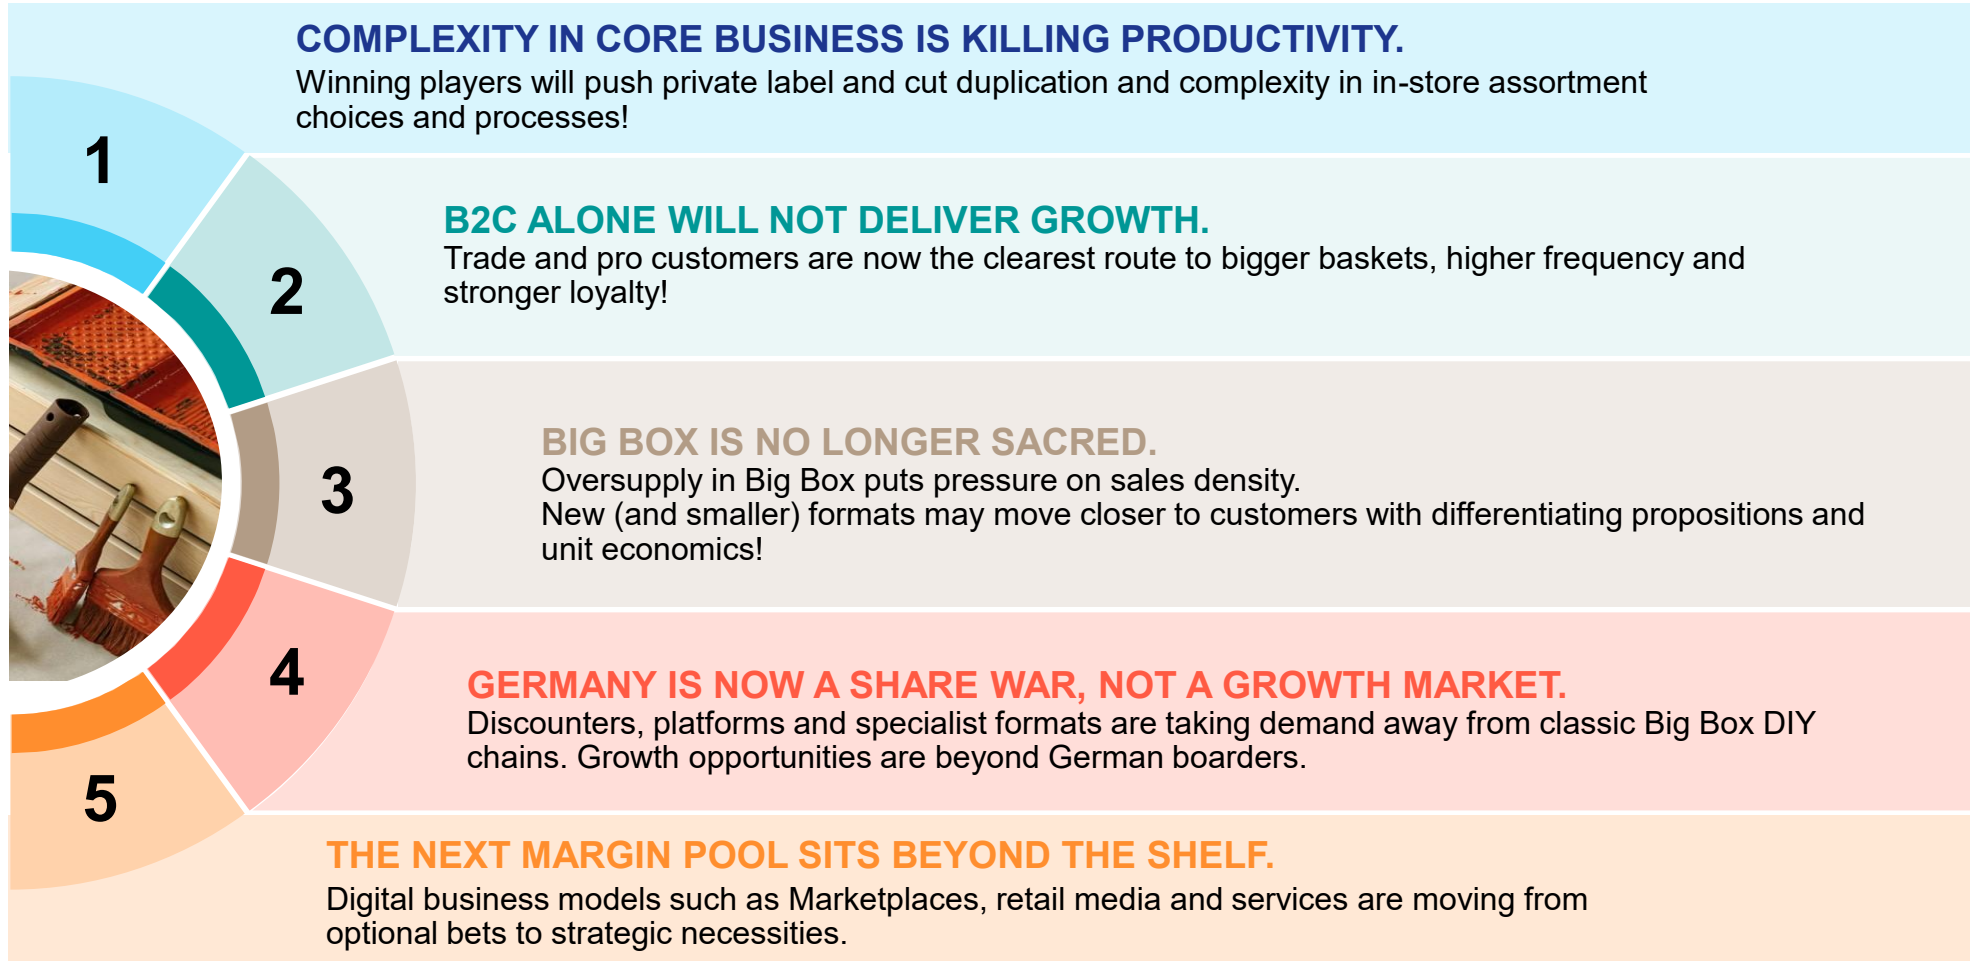 COMPLEXITY IN CORE BUSINESS IS KILLING PRODUCTIVITY.
Winning players will push private label and cut duplication and complexity in in-store assortment
choices and processes!
1
B2C ALONE WILL NOT DELIVER GROWTH.
Trade and pro customers are now the clearest route to bigger baskets, higher frequency and
stronger loyalty!
2
BIG BOX IS NO LONGER SACRED.
Oversupply in Big Box puts pressure on sales density.
New (and smaller) formats may move closer to customers with differentiating propositions and
unit economics!
3
GERMANY IS NOW A SHARE WAR, NOT A GROWTH MARKET.
Discounters, platforms and specialist formats are taking demand away from classic Big Box DIY
chains. Growth opportunities are beyond German boarders.
4
THE NEXT MARGIN POOL SITS BEYOND THE SHELF.
Digital business models such as Marketplaces, retail media and services are moving from
optional bets to strategic necessities.
5